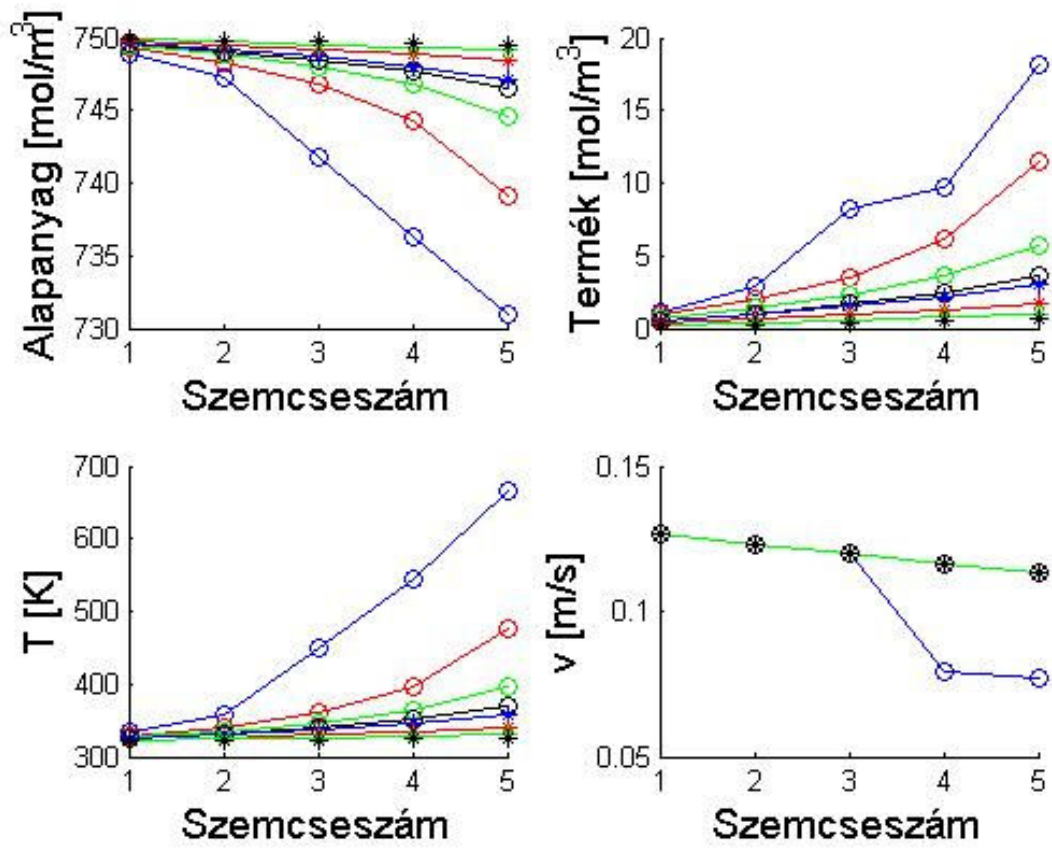 Alapanyag [mol/m³]
750
745
740
735
730
1 2 3 4 5
Szemcseszám
Termék [mol/m³]
20
15
10
5
0
1 2 3 4 5
Szemcseszám
T [K]
700
600
500
400
300
1 2 3 4 5
Szemcseszám
v [m/s]
0.15
0.1
0.05
1 2 3 4 5
Szemcseszám